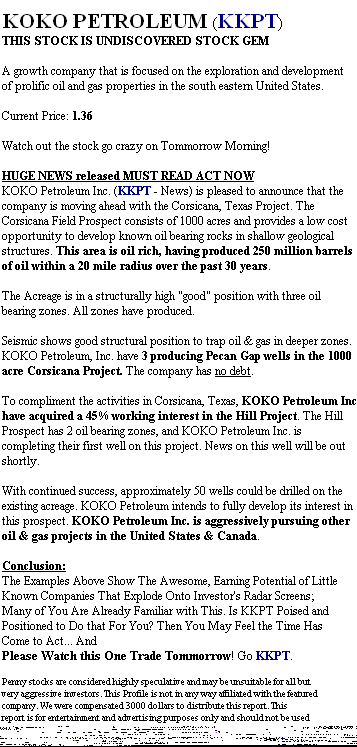 KOKO PETROLEUM (KKPT)
THIS STOCK IS UNDISCOVERED STOCK GEM
A growth company that is focused on the exploration and development
of prolific oil and gas properties in the south eastern United States.
Current Price: 1.36
Watch out the stock go crazy on Tommorrow Morning!
HUGE NEWS released MUST READ ACT NOW
KOKO Petroleum Inc. (KKPT - News) is pleased to announce that the
company is moving ahead with the Corsicana, Texas Project. The
Corsicana Field Prospect consists of 1000 acres and provides a low cost
opportunity to develop known oil bearing rocks in shallow geological
structures. This area is oil rich, having produced 250 million barrels
of oil within a 20 mile radius over the past 30 years.
The Acreage is in a structurally high "good" position with three oil
bearing zones. All zones have produced.
Seismic shows good structural position to trap oil & gas in deeper zones.
KOKO Petroleum, Inc. have 3 producing Pecan Gap wells in the 1000
acre Corsicana Project. The company has no debt.
To compliment the activities in Corsicana, Texas, KOKO Petroleum Inc
have acquired a 45% working interest in the Hill Project. The Hill
Prospect has 2 oil bearing zones, and KOKO Petroleum Inc. is
completing their first well on this project. News on this well will be out
shortly.
With continued success, approximately 50 wells could be drilled on the
existing acreage. KOKO Petroleum intends to fully develop its interest in
this prospect. KOKO Petroleum Inc. is aggressively pursuing other
oil & gas projects in the United States & Canada.
Conclusion:
The Examples Above Show The Awesome, Earning Potential of Little
Known Companies That Explode Onto Investor's Radar Screens;
Many of You Are Already Familiar with This. Is KKPT Poised and
Positioned to Do that For You? Then You May Feel the Time Has
Come to Act... And
Please Watch this One Trade Tommorrow! Go KKPT.
Penny stocks are considered highly speculative and may be unsuitable for all but
very aggressive investors. This Profile is not in any way affiliated with the featured
company. We were compensated 3000 dollars to distribute this report. This
report is for entertainment and advertising purposes only and should not be used